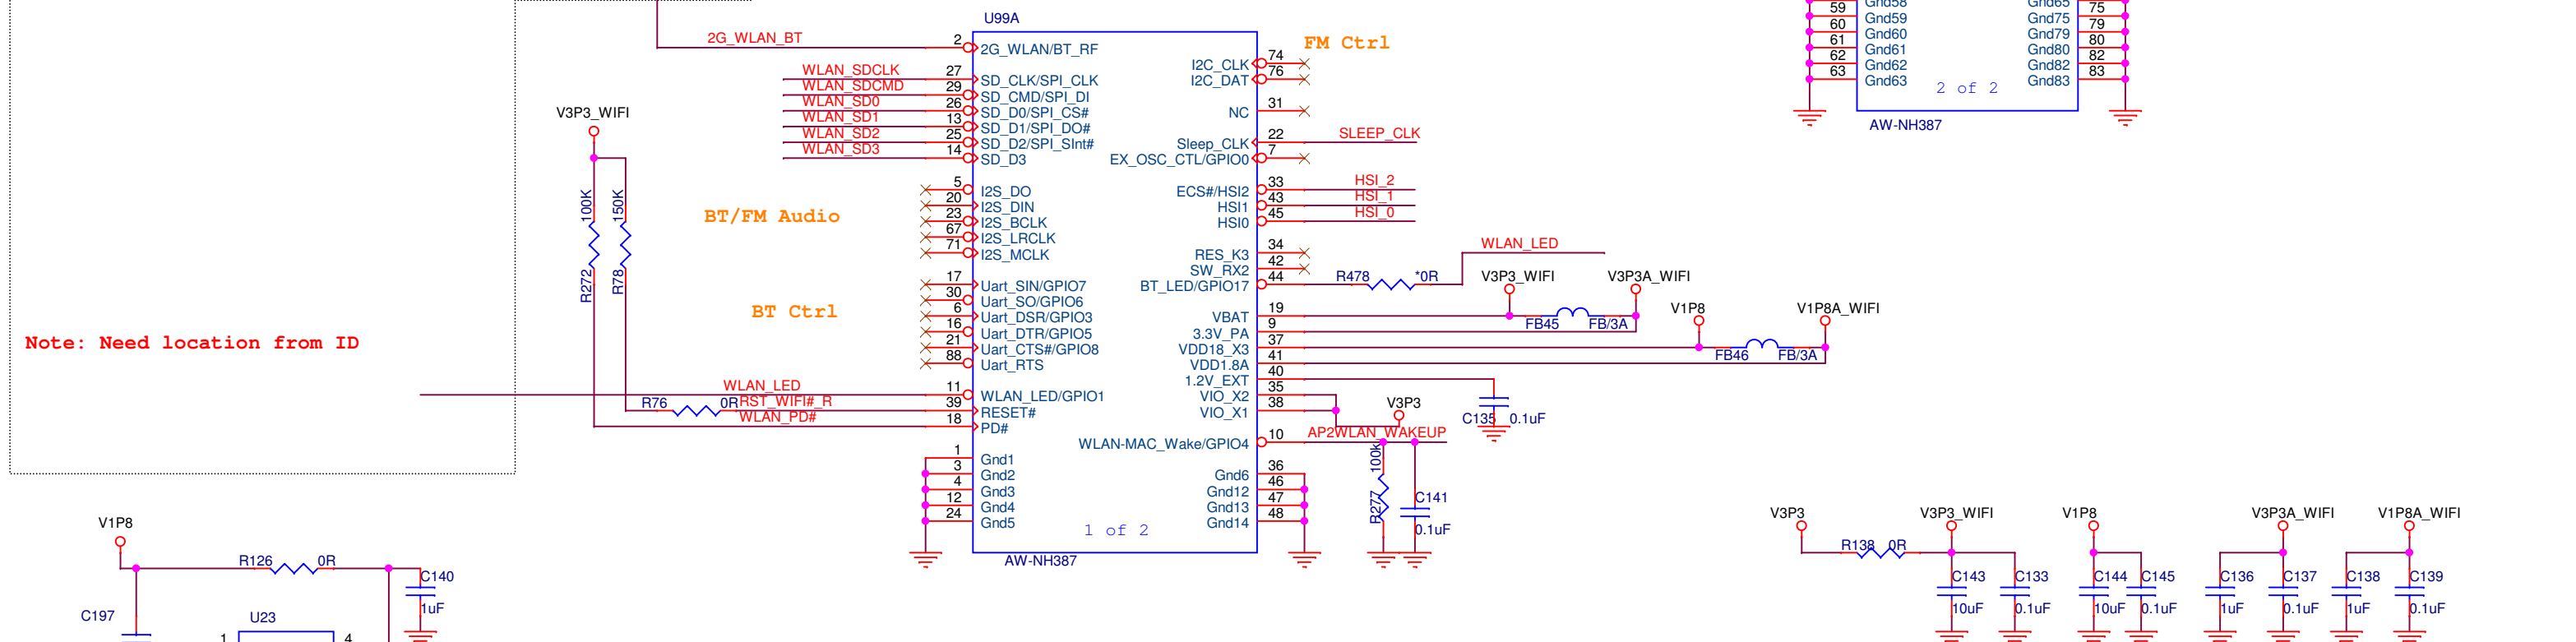 U99A
FM Ctrl
2G_WLAN_BT 2 2G_WLAN/BT_RF
I2C_CLK 74
I2C_DAT 76
WLAN_SDCLK 27 SD_CLK/SPI_CLK
WLAN_SDCMD 29 SD_CMD/SPI_DI
WLAN_SD0 26 SD_D0/SPI_CS#
WLAN_SD1 13 SD_D1/SPI_DO#
WLAN_SD2 25 SD_D2/SPI_SInt#
WLAN_SD3 14 SD_D3
NC 31
Sleep_CLK 22 SLEEP_CLK
EX_OSC_CTL/GPIO0 7
V3P3_WIFI
100K
150K
R272
R78
BT/FM Audio
5 I2S_DO
20 I2S_DIN
23 I2S_BCLK
67 I2S_LRCLK
71 I2S_MCLK
ECS#/HSI2 33 HSI_2
HSI1 43 HSI_1
HSI0 45 HSI_0
RES_K3 34
SW_RX2 42
BT_LED/GPIO17 44 R478 *0R WLAN_LED
BT Ctrl
17 Uart_SIN/GPIO7
30 Uart_SO/GPIO6
6 Uart_DSR/GPIO3
16 Uart_DTR/GPIO5
21 Uart_CTS#/GPIO8
88 Uart_RTS
V3P3_WIFI V3P3A_WIFI
VBAT 19 FB45 FB/3A
3.3V_PA 9
V1P8 V1P8A_WIFI
VDD18_X3 37 FB46 FB/3A
VDD1.8A 41
1.2V_EXT 40
C135 0.1uF
VIO_X2 35
VIO_X1 38
V3P3
Note: Need location from ID
WLAN_LED 11 WLAN_LED/GPIO1
R76 0R RST_WIFI#_R 39 RESET#
WLAN_PD# 18 PD#
WLAN-MAC_Wake/GPIO4 10 AP2WLAN_WAKEUP
100K
R277
C141
0.1uF
1 Gnd1
3 Gnd2
4 Gnd3
12 Gnd4
24 Gnd5
Gnd6 36
Gnd12 46
Gnd13 47
Gnd14 48
1 of 2
AW-NH387
Gnd58 Gnd65
59 Gnd59 Gnd75 75
60 Gnd60 Gnd79 79
61 Gnd61 Gnd80 80
62 Gnd62 Gnd82 82
63 Gnd63 Gnd83 83
2 of 2
AW-NH387
V1P8
R126 0R
C140
1uF
C197
U23
1 4
V3P3 V3P3_WIFI V1P8 V3P3A_WIFI V1P8A_WIFI
R138 0R
C143 C133 C144 C145 C136 C137 C138 C139
10uF 0.1uF 10uF 0.1uF 1uF 0.1uF 1uF 0.1uF